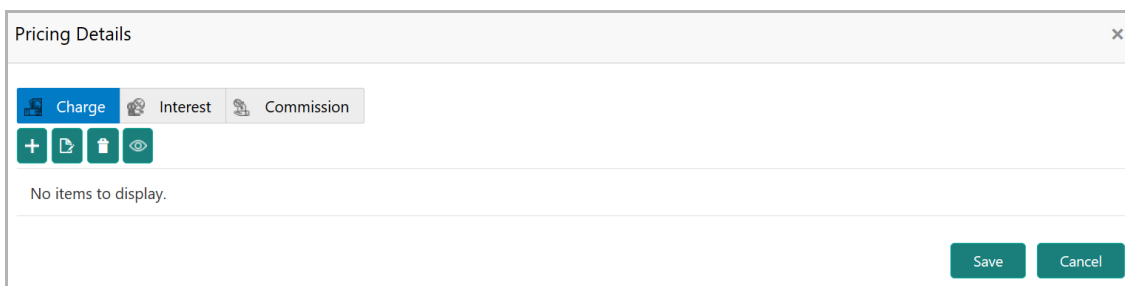 Pricing Details ×
Charge Interest Commission
No items to display.
Save Cancel